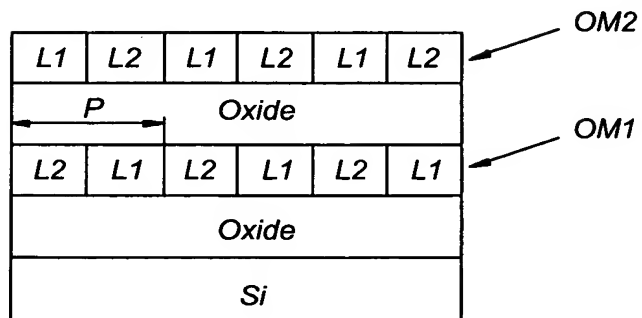 OM2
L1 L2 L1 L2 L1 L2
P Oxide
OM1
L2 L1 L2 L1 L2 L1
Oxide
Si